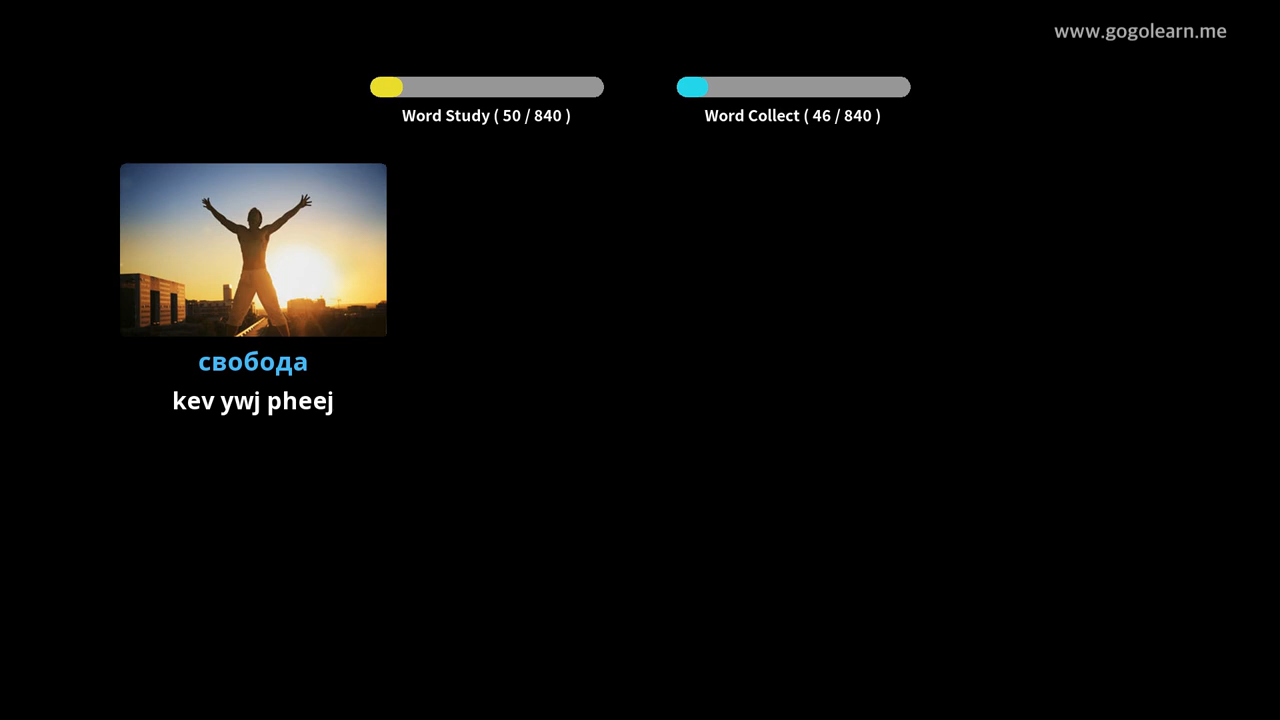 www.gogolearn.me
Word Study ( 50 / 840 )
Word Collect ( 46 / 840 )
свобода
kev ywj pheej